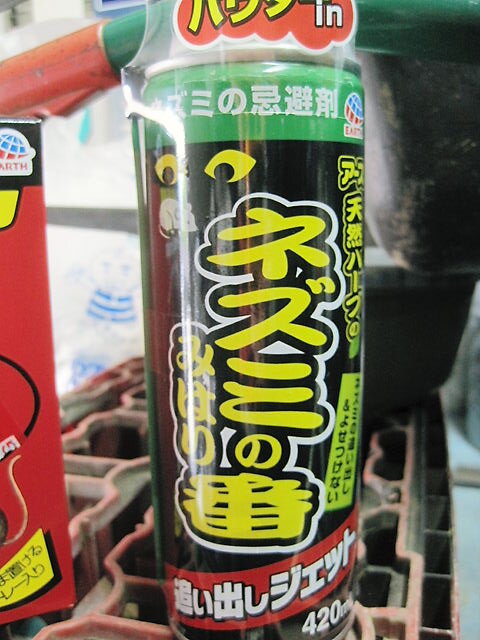 パウダーin
ネズミの忌避剤
EARTH
アース
天然ハーブの
ネズミの
みはり
番
追い出しジェット
420ml
EARTH